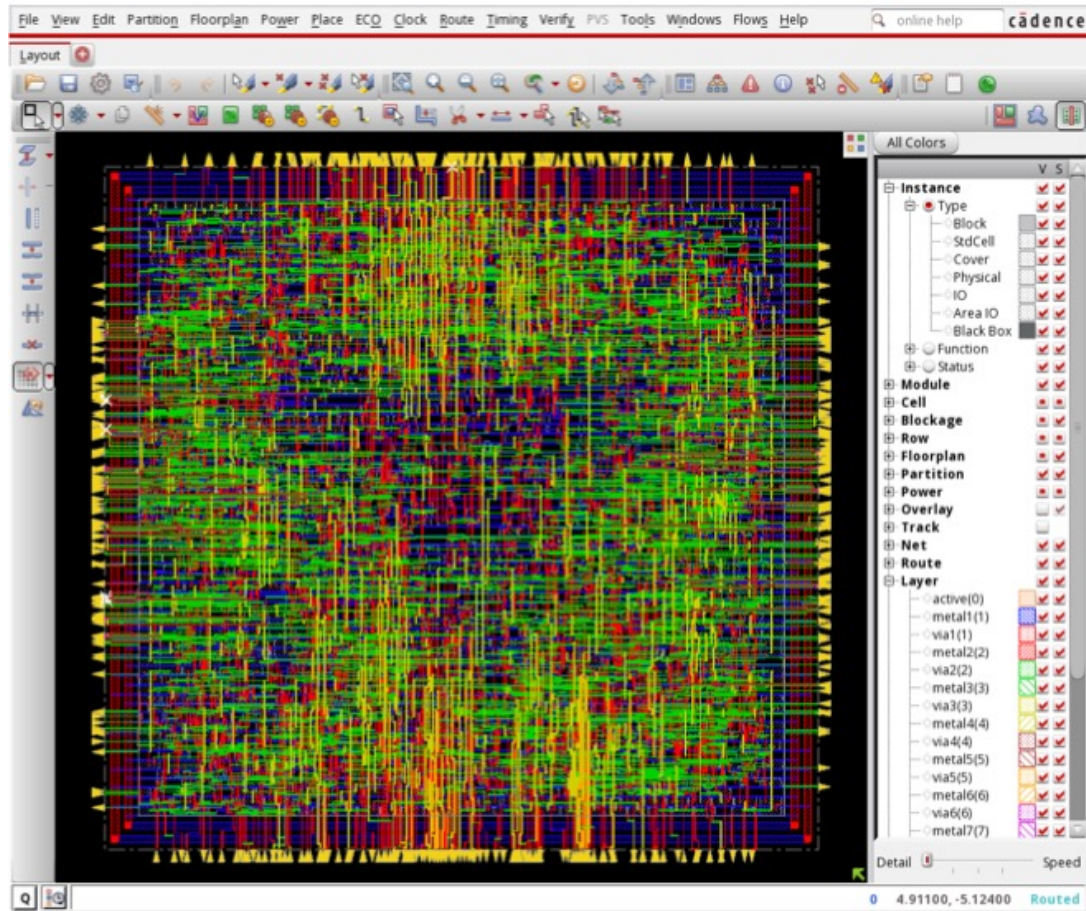 File View Edit Partition Floorplan Power Place ECO Clock Route Timing Verify PVS Tools Windows Flows Help online help cādence
Layout
All Colors
V S
Instance
Type
Block
StdCell
Cover
Physical
IO
Area IO
Black Box
Function
Status
Module
Cell
Blockage
Row
Floorplan
Partition
Power
Overlay
Track
Net
Route
Layer
active(0)
metal1(1)
via1(1)
metal2(2)
via2(2)
metal3(3)
via3(3)
metal4(4)
via4(4)
metal5(5)
via5(5)
metal6(6)
via6(6)
metal7(7)
Detail Speed
Q 0 4.91100, -5.12400 Routed